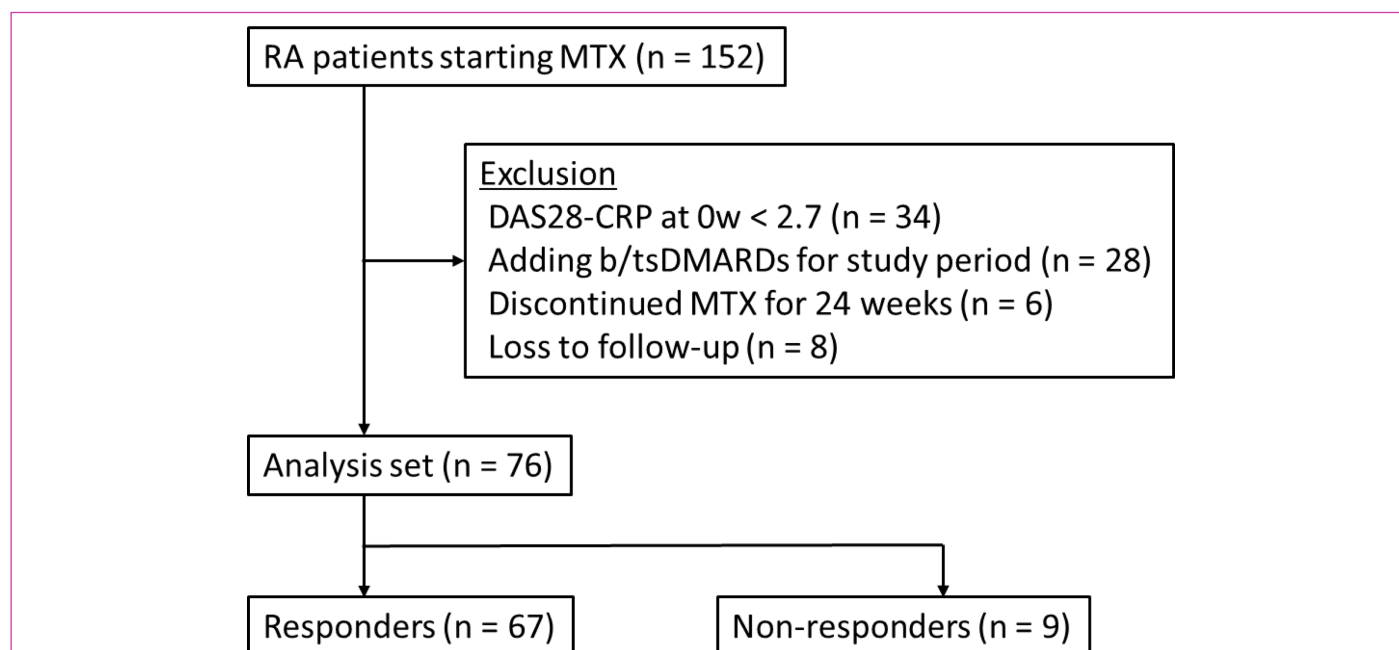 RA patients starting MTX (n = 152)
Exclusion
DAS28-CRP at 0w < 2.7 (n = 34)
Adding b/tsDMARDs for study period (n = 28)
Discontinued MTX for 24 weeks (n = 6)
Loss to follow-up (n = 8)
Analysis set (n = 76)
Responders (n = 67)
Non-responders (n = 9)